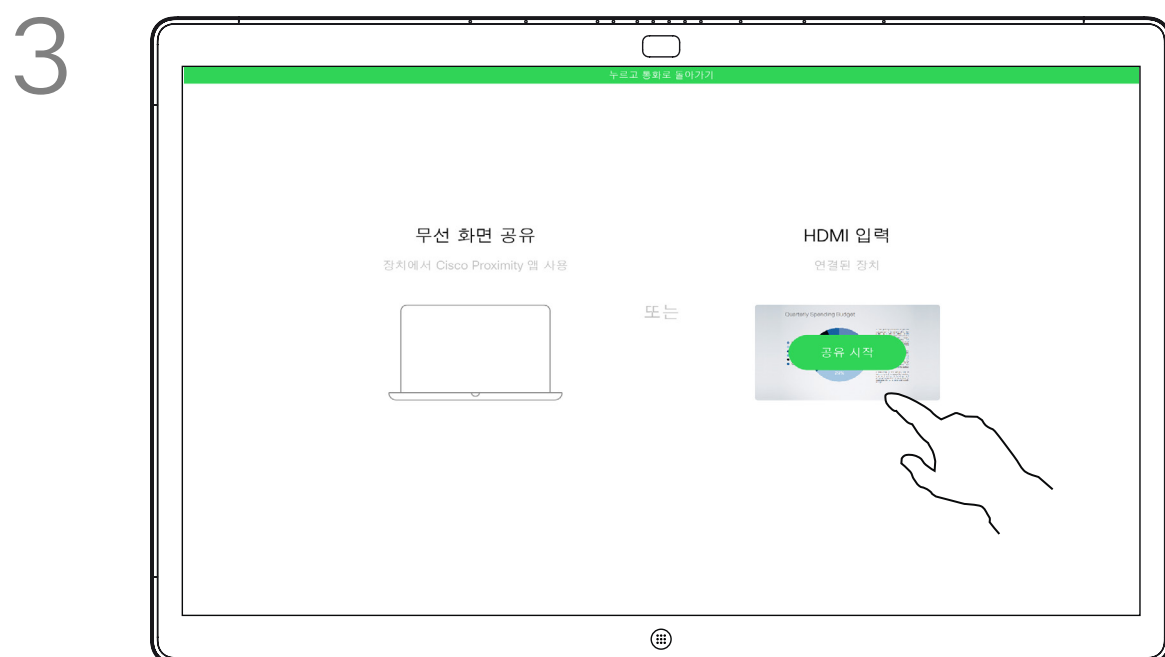 3
누르고 통화로 돌아가기
무선 화면 공유
장치에서 Cisco Proximity 앱 사용
또는
HDMI 입력
연결된 장치
Quarterly Spending Budget
공유 시작